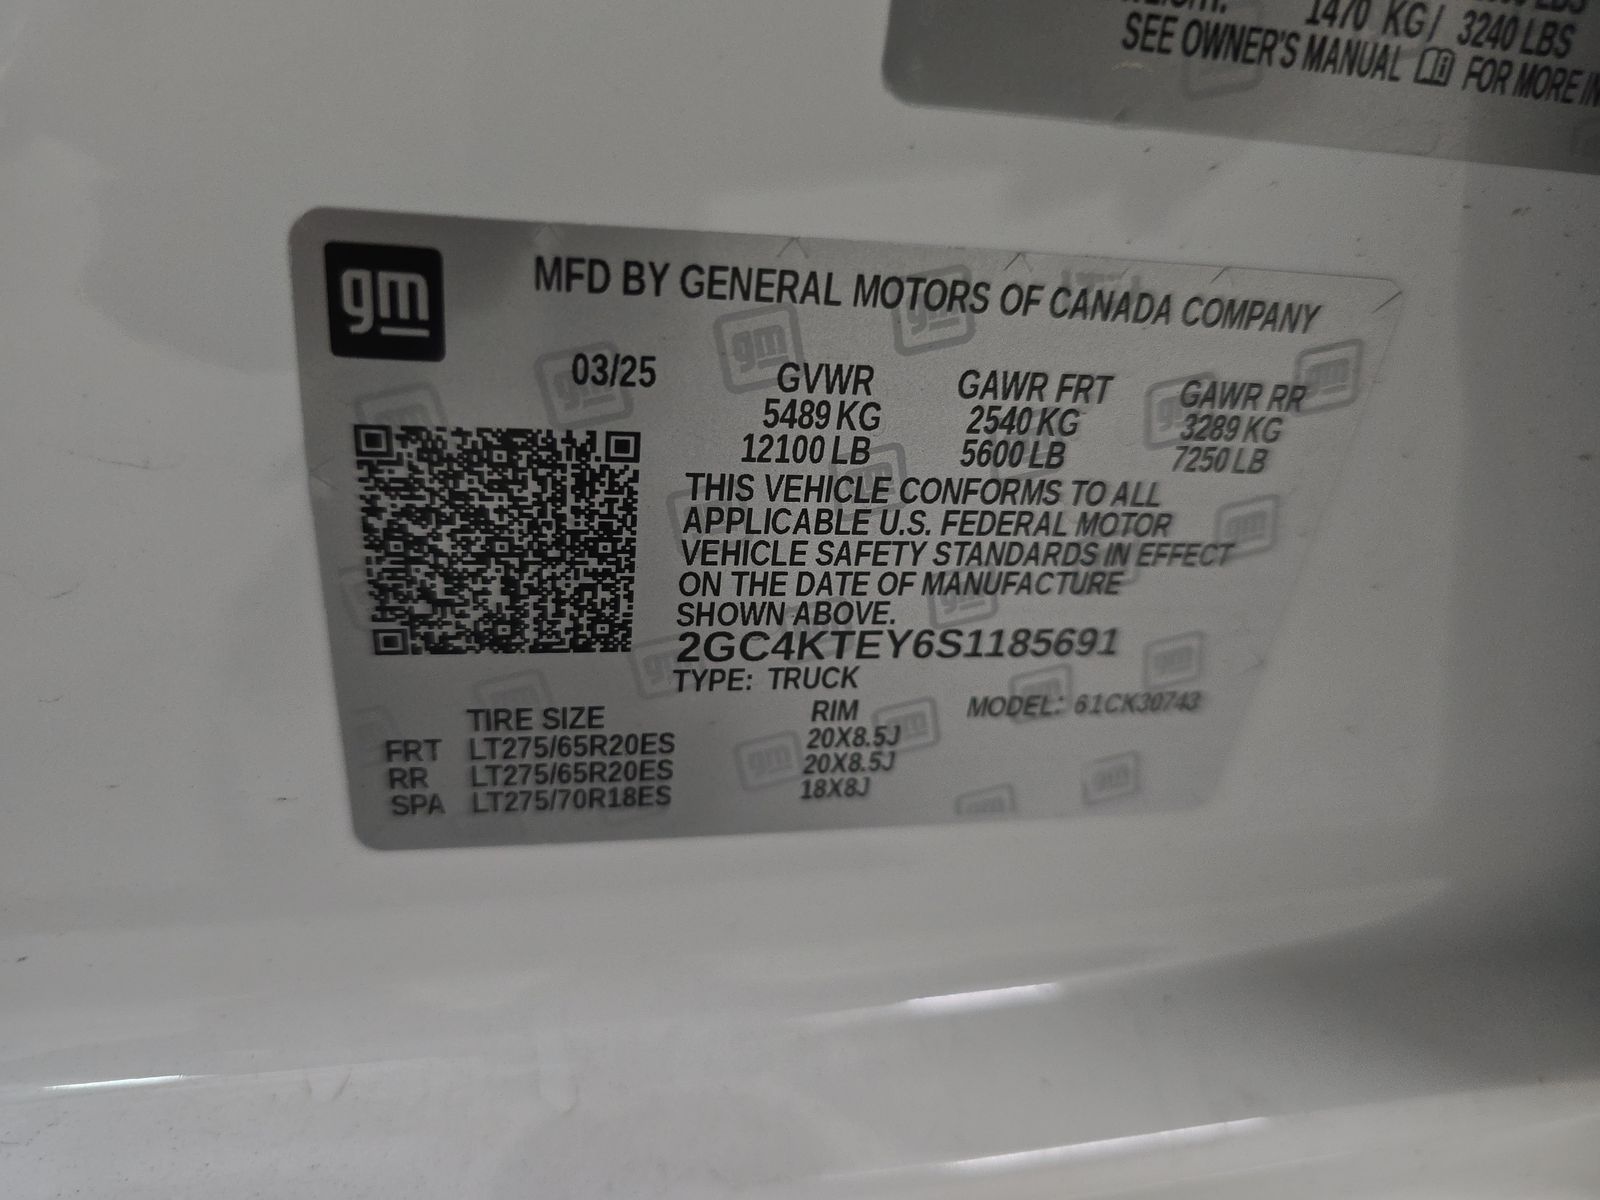 1470 KG/ 3240 LBS
SEE OWNER'S MANUAL FOR MORE
gm
MFD BY GENERAL MOTORS OF CANADA COMPANY
03/25
GVWR GAWR FRT GAWR RR
5489 KG 2540 KG 3289 KG
12100 LB 5600 LB 7250 LB
THIS VEHICLE CONFORMS TO ALL
APPLICABLE U.S. FEDERAL MOTOR
VEHICLE SAFETY STANDARDS IN EFFECT
ON THE DATE OF MANUFACTURE
SHOWN ABOVE.
2GC4KTEY6S1185691
TYPE: TRUCK
TIRE SIZE RIM MODEL: 61CK30743
FRT LT275/65R20ES 20X8.5J
RR LT275/65R20ES 20X8.5J
SPA LT275/70R18ES 18X8J